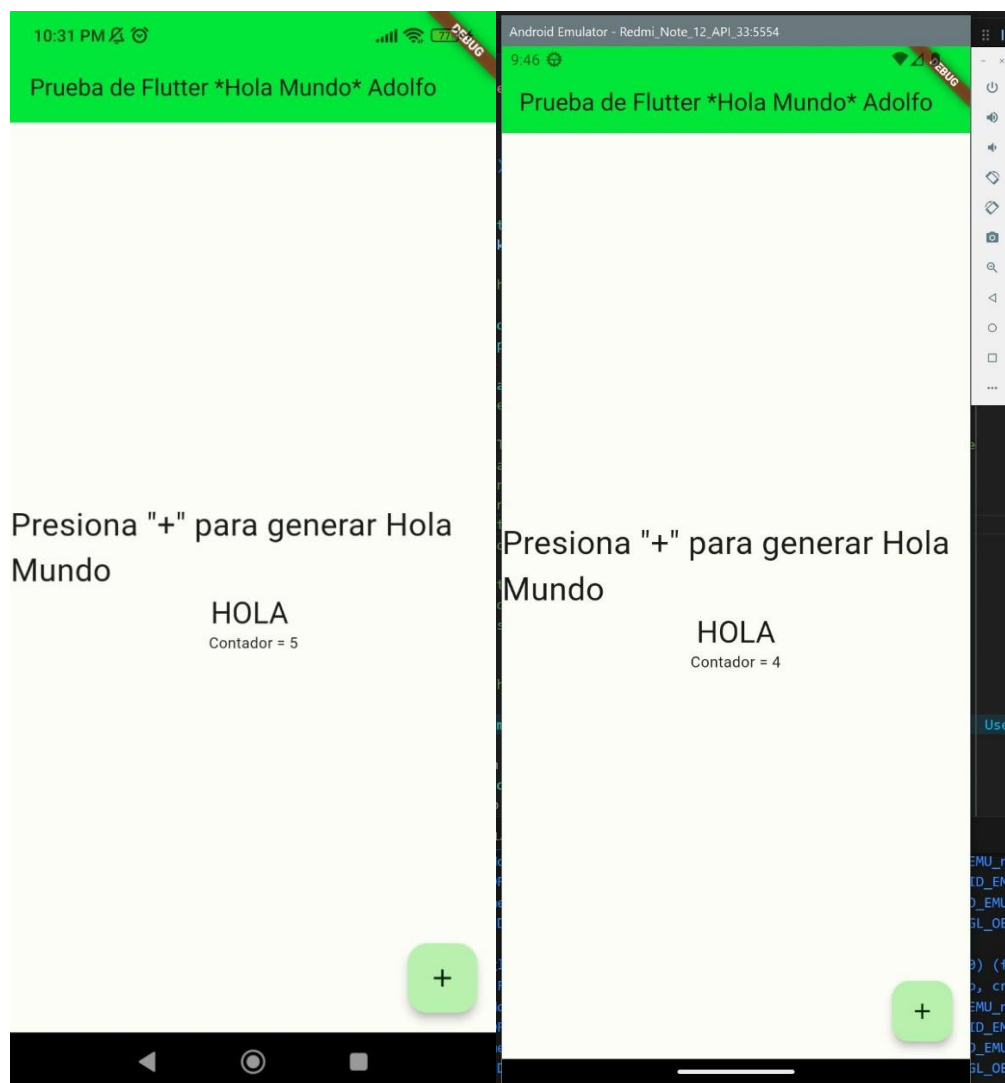 10:31 PM
77
DEBUG
Prueba de Flutter *Hola Mundo* Adolfo
Presiona "+" para generar Hola
Mundo
HOLA
Contador = 5
+
Android Emulator - Redmi_Note_12_API_33:5554
9:46
DEBUG
Prueba de Flutter *Hola Mundo* Adolfo
Presiona "+" para generar Hola
Mundo
HOLA
Contador = 4
+